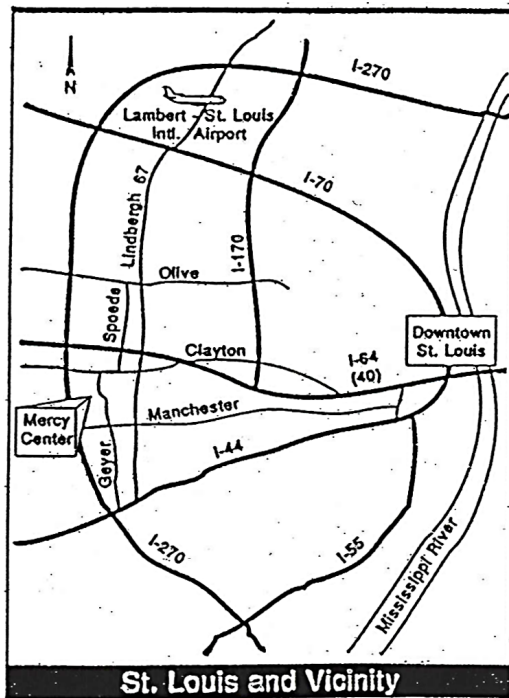 I-270
N
Lambert - St. Louis
Intl. Airport
I-70
Lindbergh 67
I-170
Olive
Spoede
Downtown
St. Louis
Clayton
I-64
(40)
Mercy
Center
Manchester
I-44
Geyer
I-270
I-55
Mississippi River
St. Louis and Vicinity